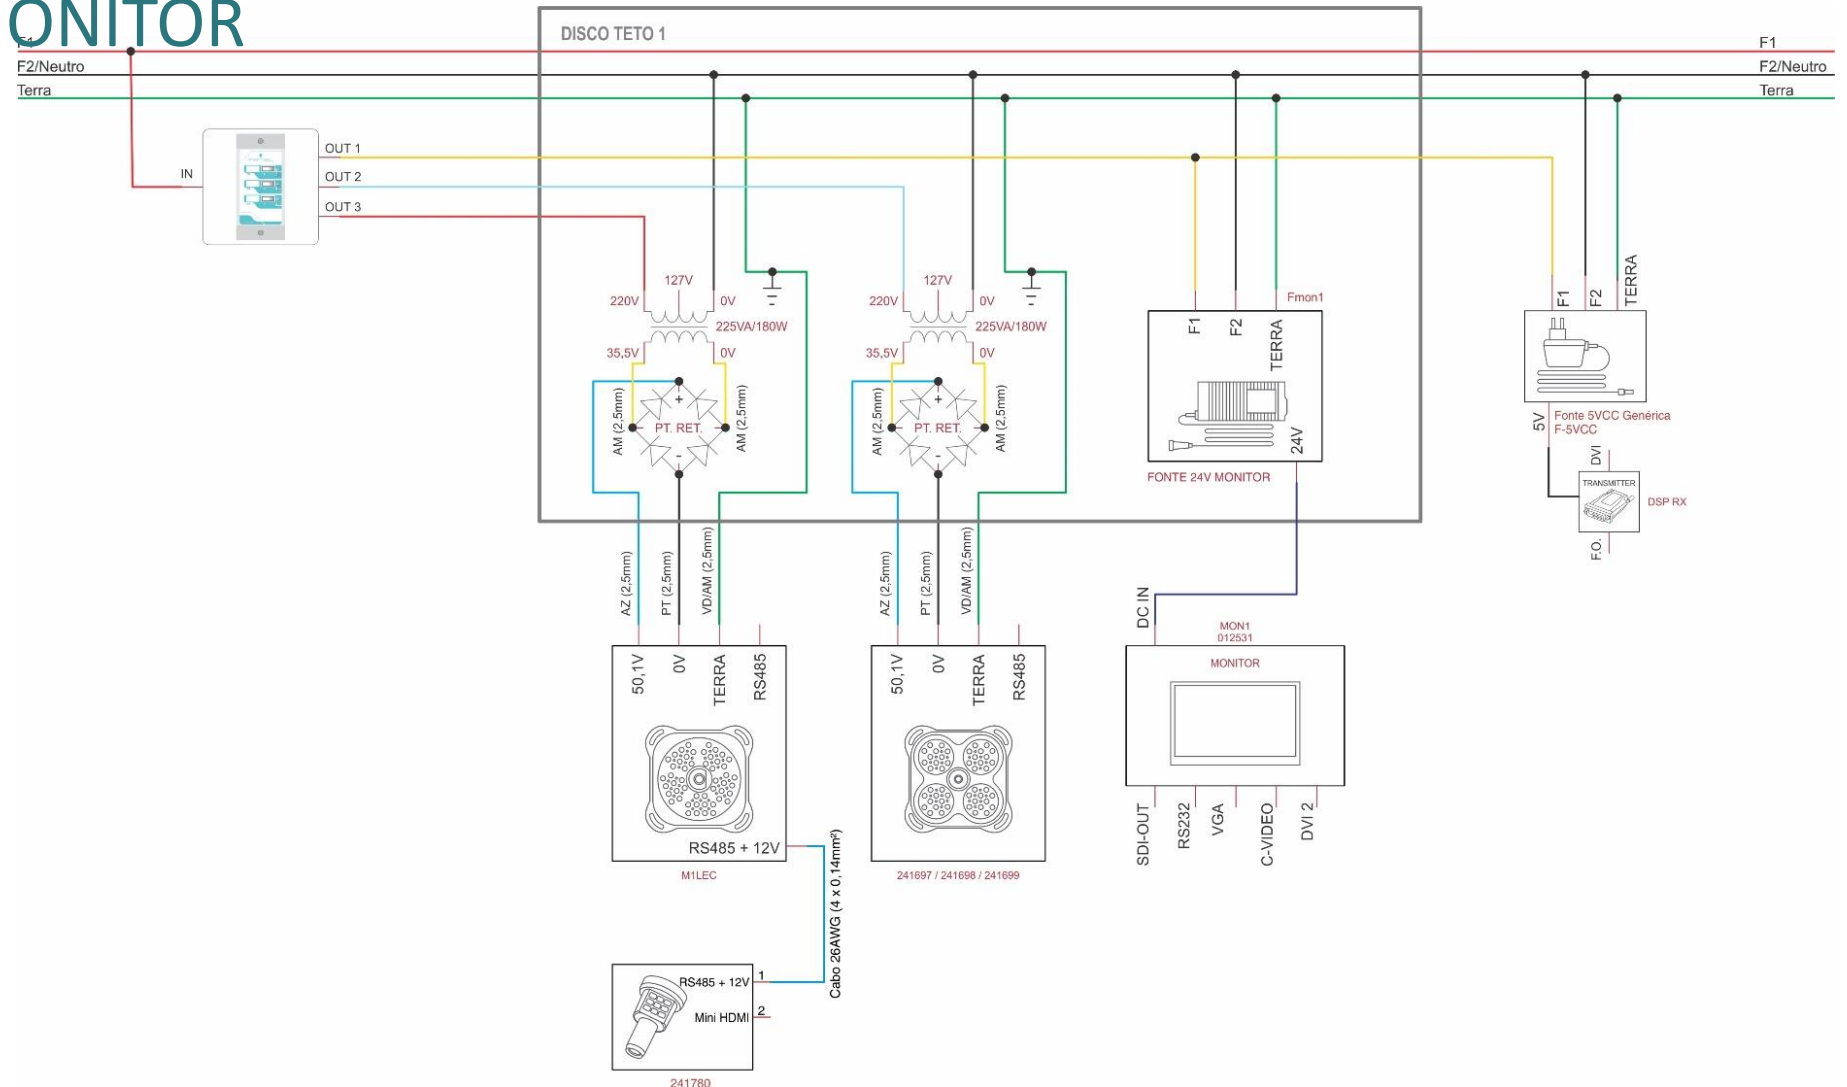 ONITOR
DISCO TETO 1
F1
F1
F2/Neutro
F2/Neutro
Terra
Terra
OUT 1
IN
OUT 2
OUT 3
127V
220V
0V
225VA/180W
35,5V
0V
AM (2,5mm)
+
PT. RET.
-
AM (2,5mm)
127V
220V
0V
225VA/180W
35,5V
0V
AM (2,5mm)
+
PT. RET.
-
AM (2,5mm)
Fmon1
F1
F2
TERRA
24V
FONTE 24V MONITOR
F1
F2
TERRA
5V
Fonte 5VCC Genérica
F-5VCC
DVI
TRANSMITTER
DSP RX
F.O.
AZ (2,5mm)
PT (2,5mm)
VD/AM (2,5mm)
AZ (2,5mm)
PT (2,5mm)
VD/AM (2,5mm)
DC IN
MON1
012531
MONITOR
50,1V
0V
TERRA
RS485
50,1V
0V
TERRA
RS485
SDI-OUT
RS232
VGA
C-VIDEO
DVI 2
RS485 + 12V
M1LEC
241697 / 241698 / 241699
Cabo 26AWG (4 x 0,14mm²)
RS485 + 12V
1
Mini HDMI
2
241780